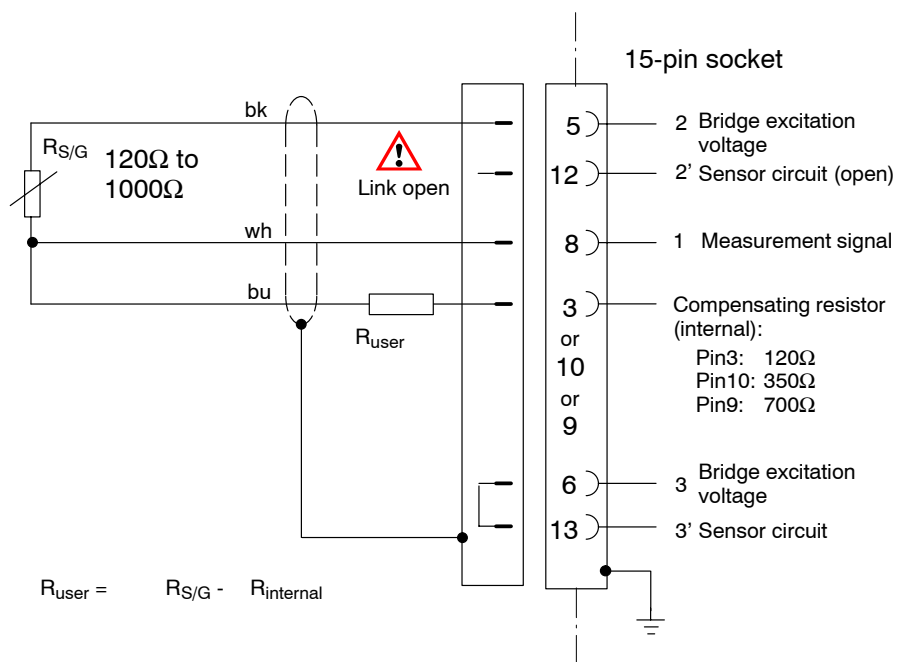 15-pin socket
bk
R_S/G
120Ω to
1000Ω
Link open
5
2 Bridge excitation
voltage
12
2' Sensor circuit (open)
wh
8
1 Measurement signal
bu
R_user
3
or
10
or
9
Compensating resistor
(internal):
Pin3: 120Ω
Pin10: 350Ω
Pin9: 700Ω
6
3 Bridge excitation
voltage
13
3' Sensor circuit
R_user = R_S/G - R_internal